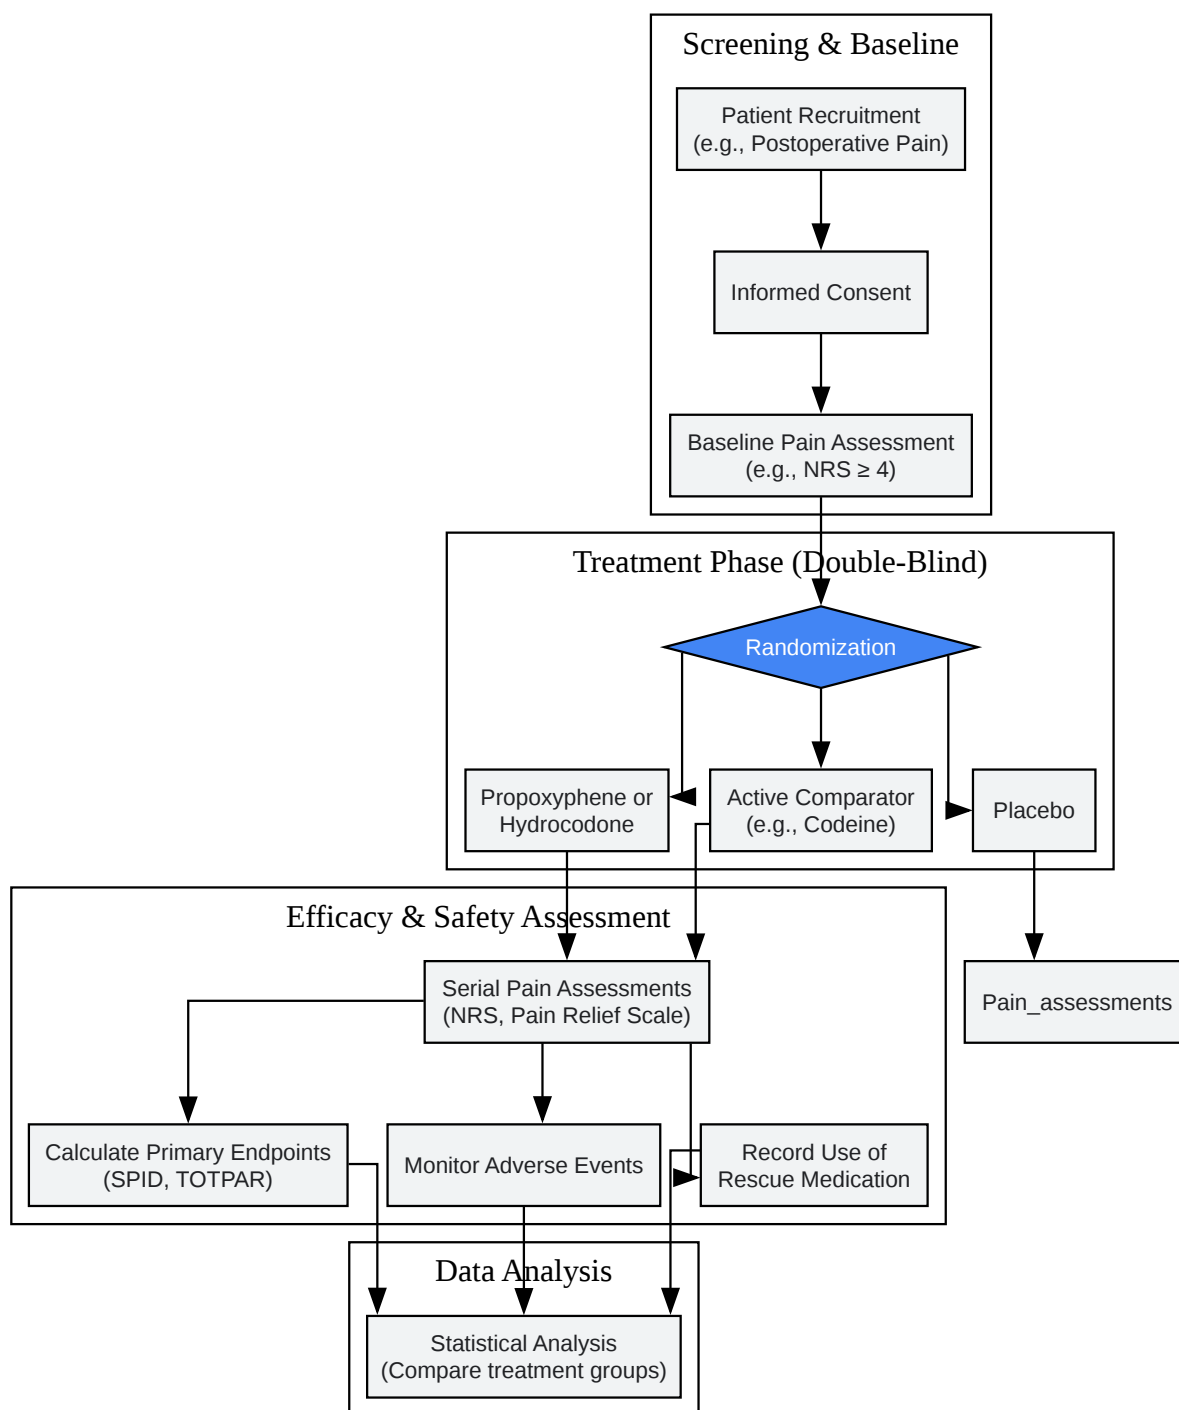 Screening & Baseline
Patient Recruitment
(e.g., Postoperative Pain)
Informed Consent
Baseline Pain Assessment
(e.g., NRS ≥ 4)
Treatment Phase (Double-Blind)
Randomization
Propoxyphene or
Hydrocodone
Active Comparator
(e.g., Codeine)
Placebo
Efficacy & Safety Assessment
Serial Pain Assessments
(NRS, Pain Relief Scale)
Pain_assessments
Calculate Primary Endpoints
(SPID, TOTPAR)
Monitor Adverse Events
Record Use of
Rescue Medication
Data Analysis
Statistical Analysis
(Compare treatment groups)